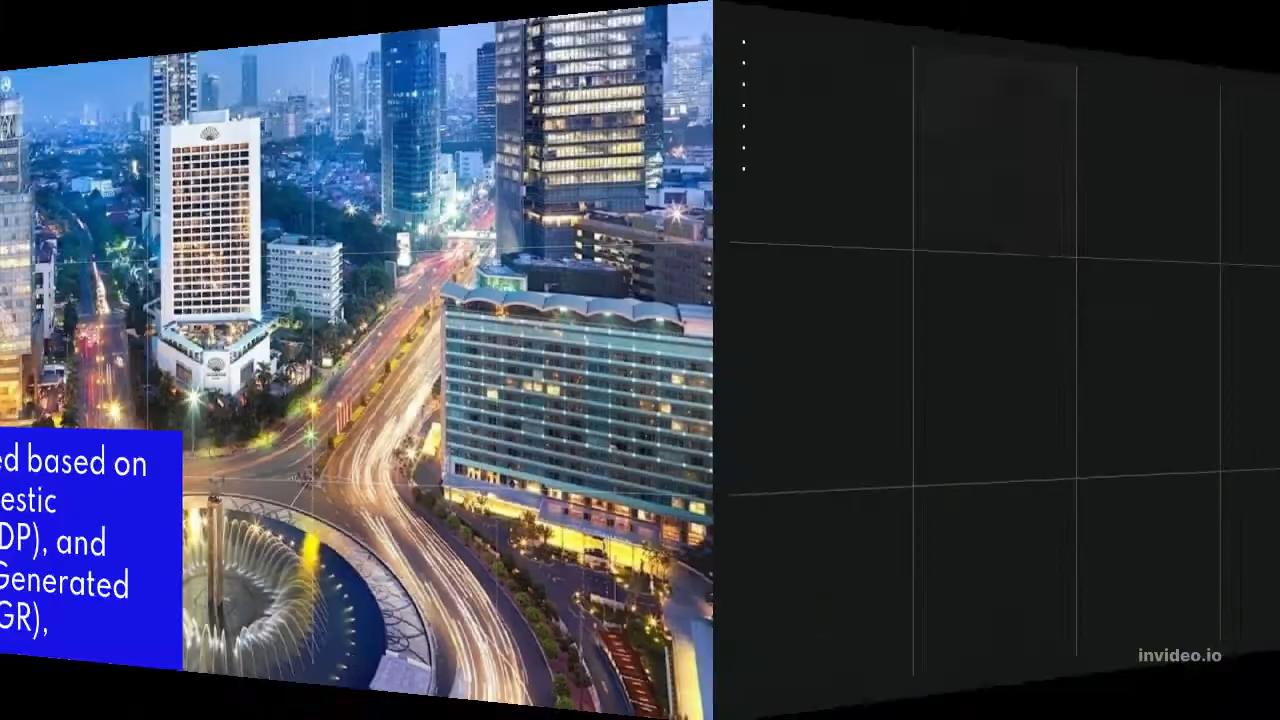 ed based on
estic
DP), and
Generated
GR),
invideo.io